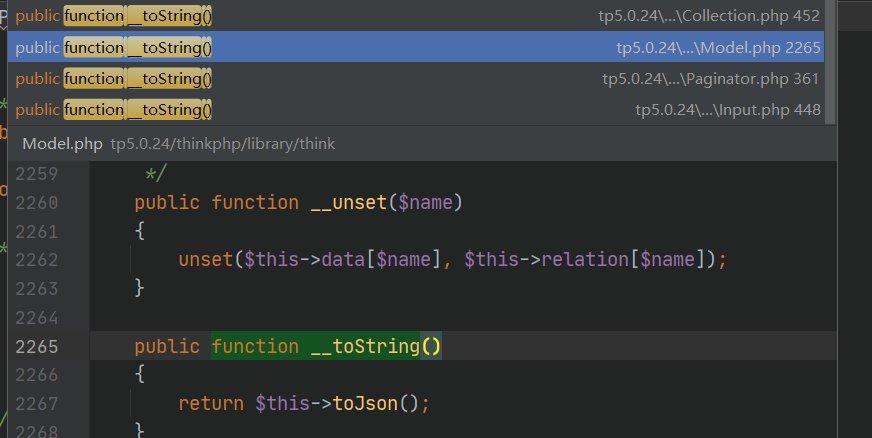 public function __toString() tp5.0.24\...\Collection.php 452
public function __toString() tp5.0.24\...\Model.php 2265
public function __toString() tp5.0.24\...\Paginator.php 361
public function __toString() tp5.0.24\...\Input.php 448
Model.php tp5.0.24/thinkphp/library/think
2259 */
2260 public function __unset($name)
2261 {
2262 unset($this->data[$name], $this->relation[$name]);
2263 }
2264
2265 public function __toString()
2266 {
2267 return $this->toJson();
2268 }